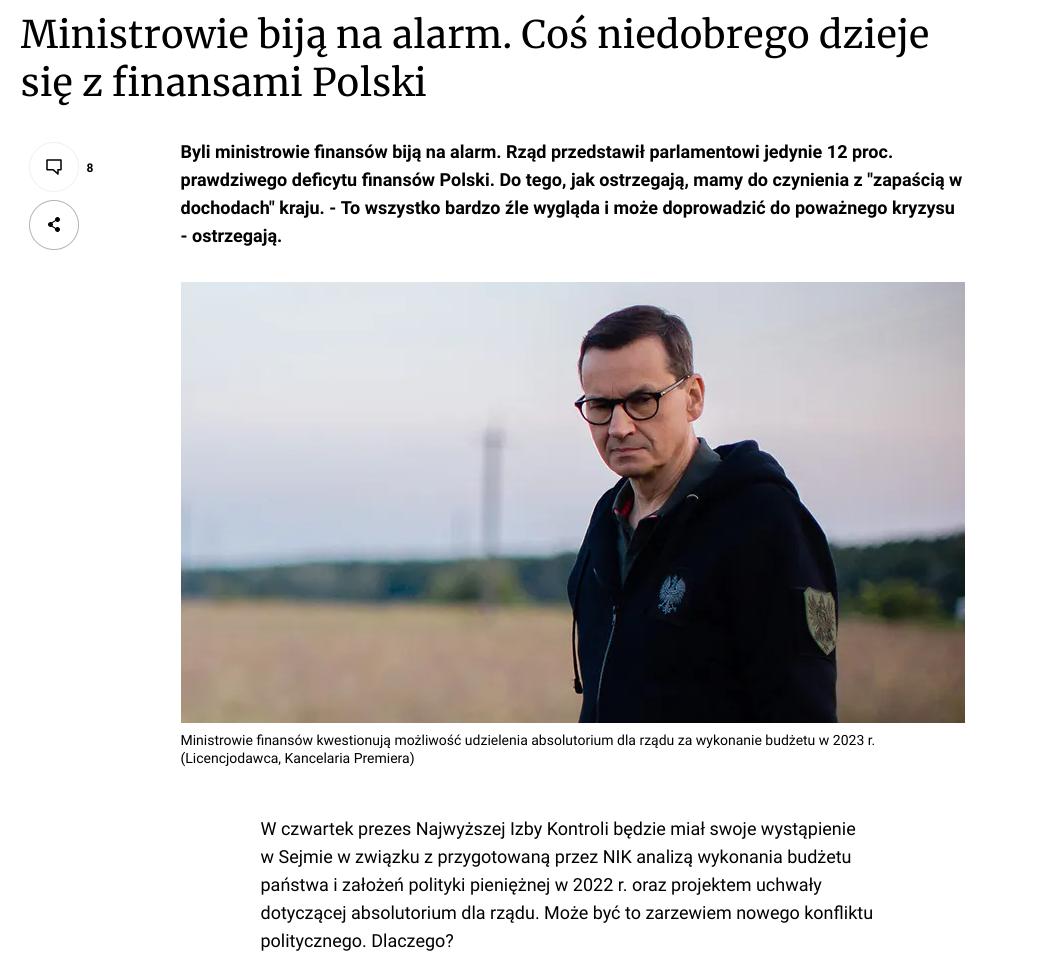 Ministrowie biją na alarm. Coś niedobrego dzieje
się z finansami Polski
8
Byli ministrowie finansów biją na alarm. Rząd przedstawił parlamentowi jedynie 12 proc.
prawdziwego deficytu finansów Polski. Do tego, jak ostrzegają, mamy do czynienia z "zapaścią w
dochodach" kraju. - To wszystko bardzo źle wygląda i może doprowadzić do poważnego kryzysu
- ostrzegają.
Ministrowie finansów kwestionują możliwość udzielenia absolutorium dla rządu za wykonanie budżetu w 2023 r.
(Licencjodawca, Kancelaria Premiera)
W czwartek prezes Najwyższej Izby Kontroli będzie miał swoje wystąpienie
w Sejmie w związku z przygotowaną przez NIK analizą wykonania budżetu
państwa i założeń polityki pieniężnej w 2022 r. oraz projektem uchwały
dotyczącej absolutorium dla rządu. Może być to zarzewiem nowego konfliktu
politycznego. Dlaczego?